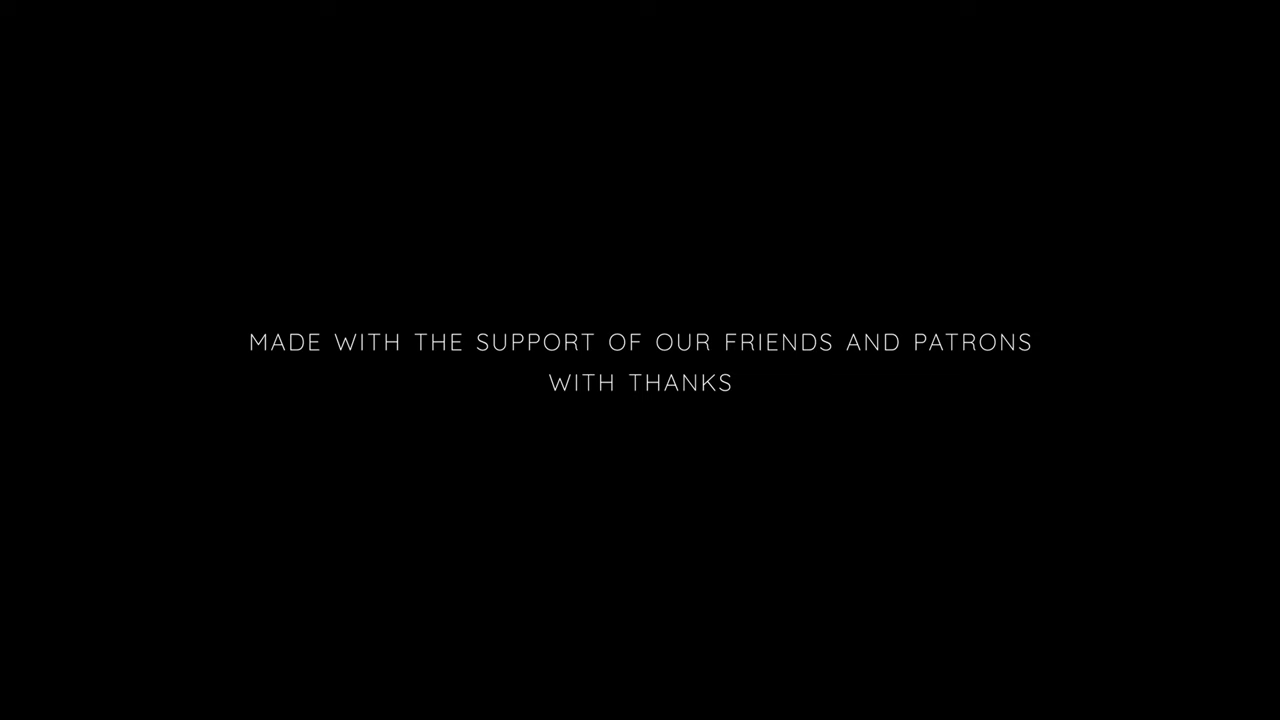 MADE WITH THE SUPPORT OF OUR FRIENDS AND PATRONS
WITH THANKS